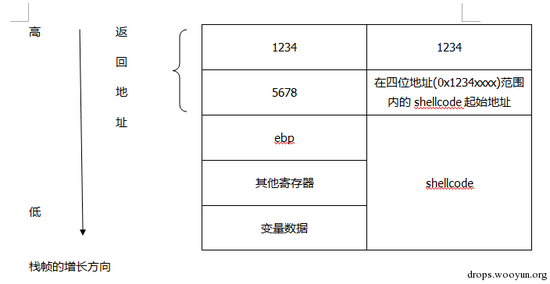 高
返回地址
1234
1234
5678
在四位地址(0x1234xxxx)范围
内的 shellcode 起始地址
ebp
shellcode
其他寄存器
低
变量数据
栈帧的增长方向
drops.wooyun.org